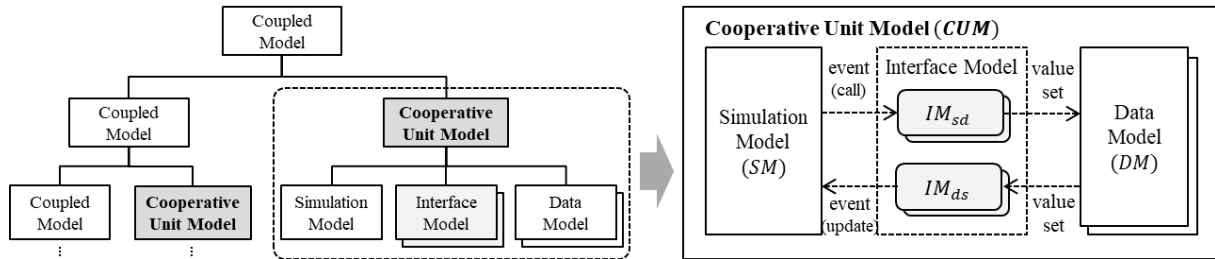 Coupled
Model
Coupled
Model
Cooperative
Unit Model
Coupled
Model
Cooperative
Unit Model
Simulation
Model
Interface
Model
Data
Model
⋮
⋮
Cooperative Unit Model (CUM)
Simulation
Model
(SM)
event
(call)
Interface Model
IM_sd
value
set
IM_ds
event
(update)
value
set
Data
Model
(DM)